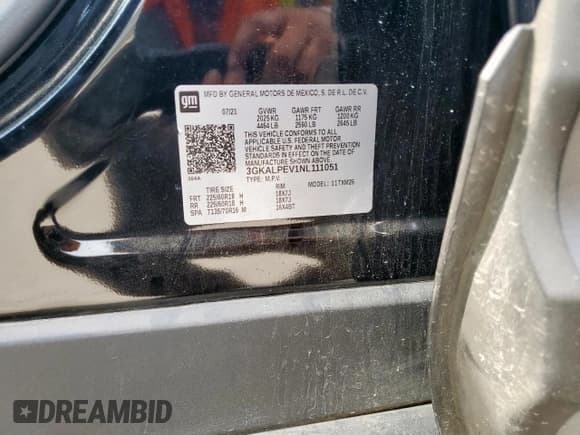 MFD BY GENERAL MOTORS DE MEXICO, S. DE R.L. DE C.V.
gm
07/21 GVWR GAWR FRT GAWR RR
2025 KG 1175 KG 1200 KG
4464 LB 2590 LB 2645 LB
THIS VEHICLE CONFORMS TO ALL
APPLICABLE U.S. FEDERAL MOTOR
VEHICLE SAFETY AND THEFT PREVENTION
STANDARDS IN EFFECT ON THE DATE OF
MANUFACTURE SHOWN ABOVE.
3GKALPEV1NL111051
TYPE: M.P.V. MODEL: 11TXM26
TIRE SIZE RIM
FRT 225/60R18 H 18X7J
RR 225/60R18 H 18X7J
SPA T135/70R16 M 16X4BT
DREAMBID